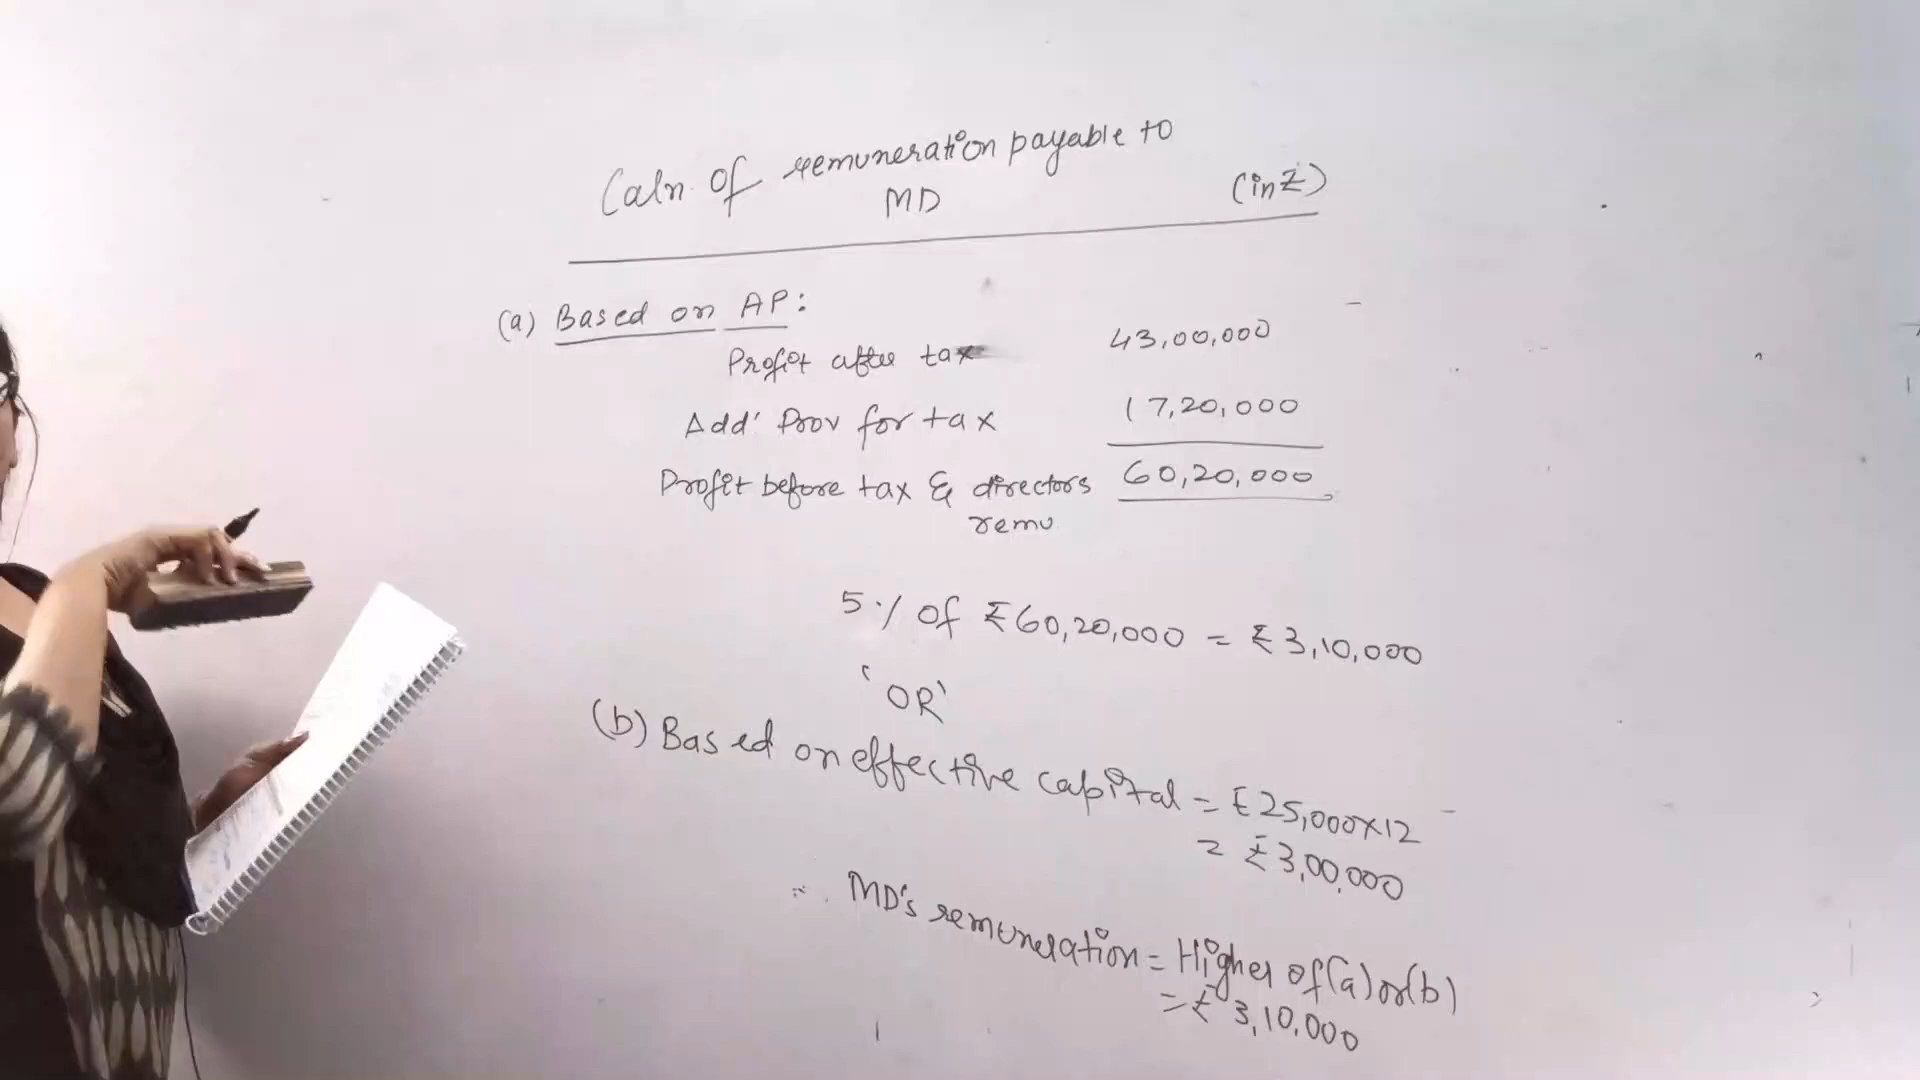 Caln. of remuneration payable to
MD (in ₹)
(a) Based on AP:
Profit after tax 43,00,000
Add: Prov for tax 17,20,000
Profit before tax & directors 60,20,000
remu
5% of ₹60,20,000 = ₹3,10,000
'OR'
(b) Based on effective capital = ₹25,000×12
= ₹3,00,000
∴ MD's remuneration = Higher of (a) or (b)
= ₹3,10,000